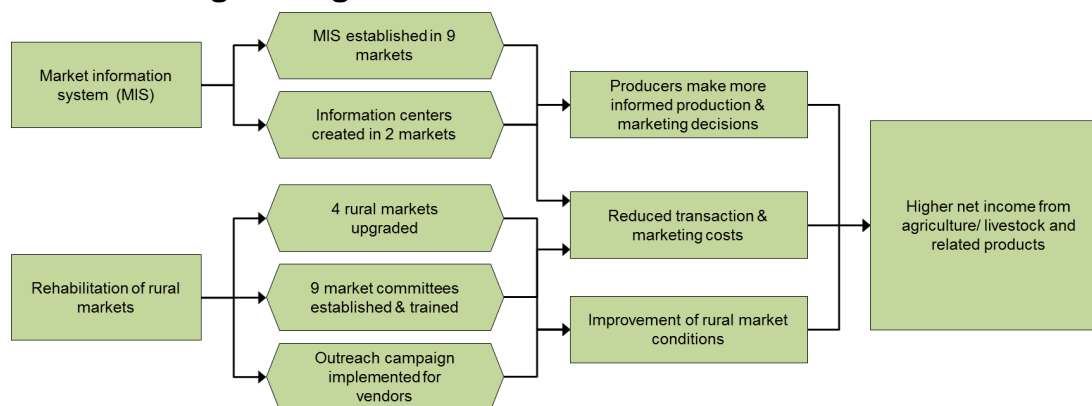 MIS established in 9
markets
Market information
system (MIS)
Information centers
created in 2 markets
Producers make more
informed production &
marketing decisions
4 rural markets
upgraded
Reduced transaction &
marketing costs
Higher net income from
agriculture/ livestock and
related products
Rehabilitation of rural
markets
9 market committees
established & trained
Improvement of rural market
conditions
Outreach campaign
implemented for
vendors